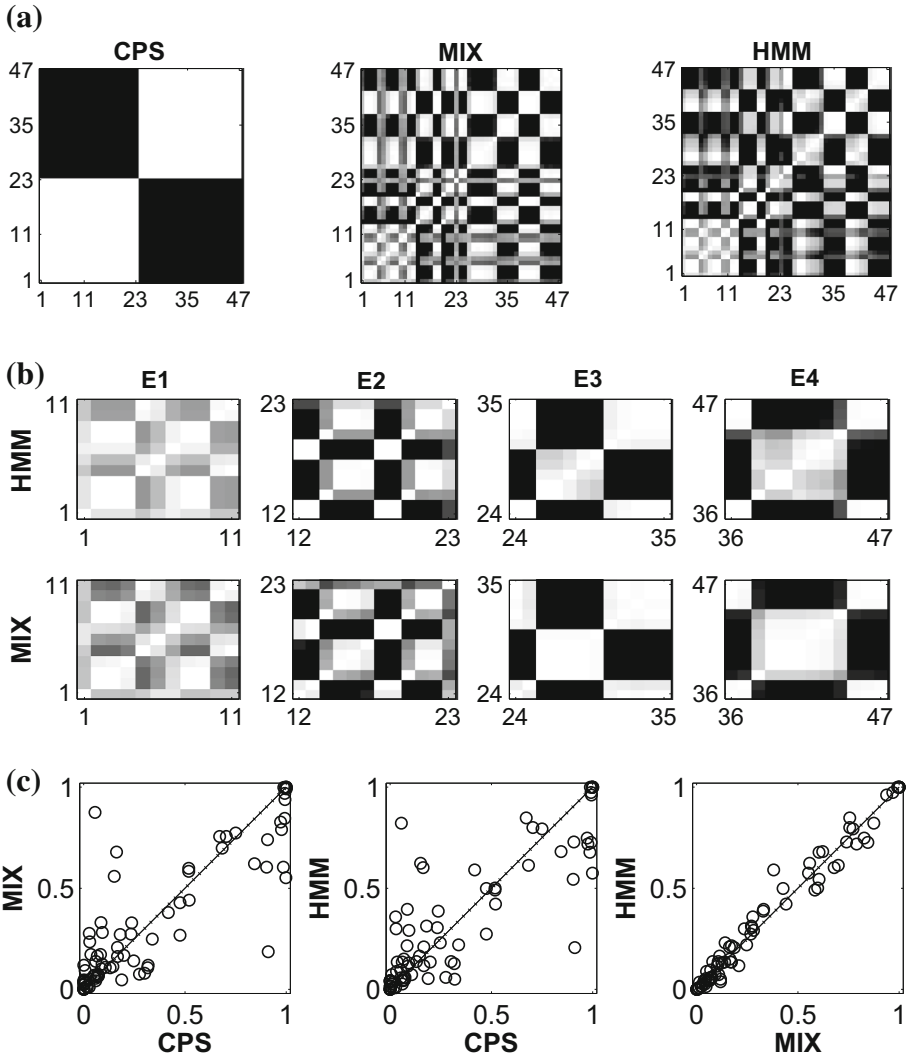 (a)
CPS MIX HMM
47 47 47
35 35 35
23 23 23
11 11 11
1 1 1
1 11 23 35 47 1 11 23 35 47 1 11 23 35 47
(b)
E1 E2 E3 E4
HMM
11 23 35 47
1 12 24 36
1 11 12 23 24 35 36 47
MIX
11 23 35 47
1 12 24 36
1 11 12 23 24 35 36 47
(c)
1 1 1
MIX HMM HMM
0.5 0.5 0.5
0 0 0
0 0.5 1 0 0.5 1 0 0.5 1
CPS CPS MIX